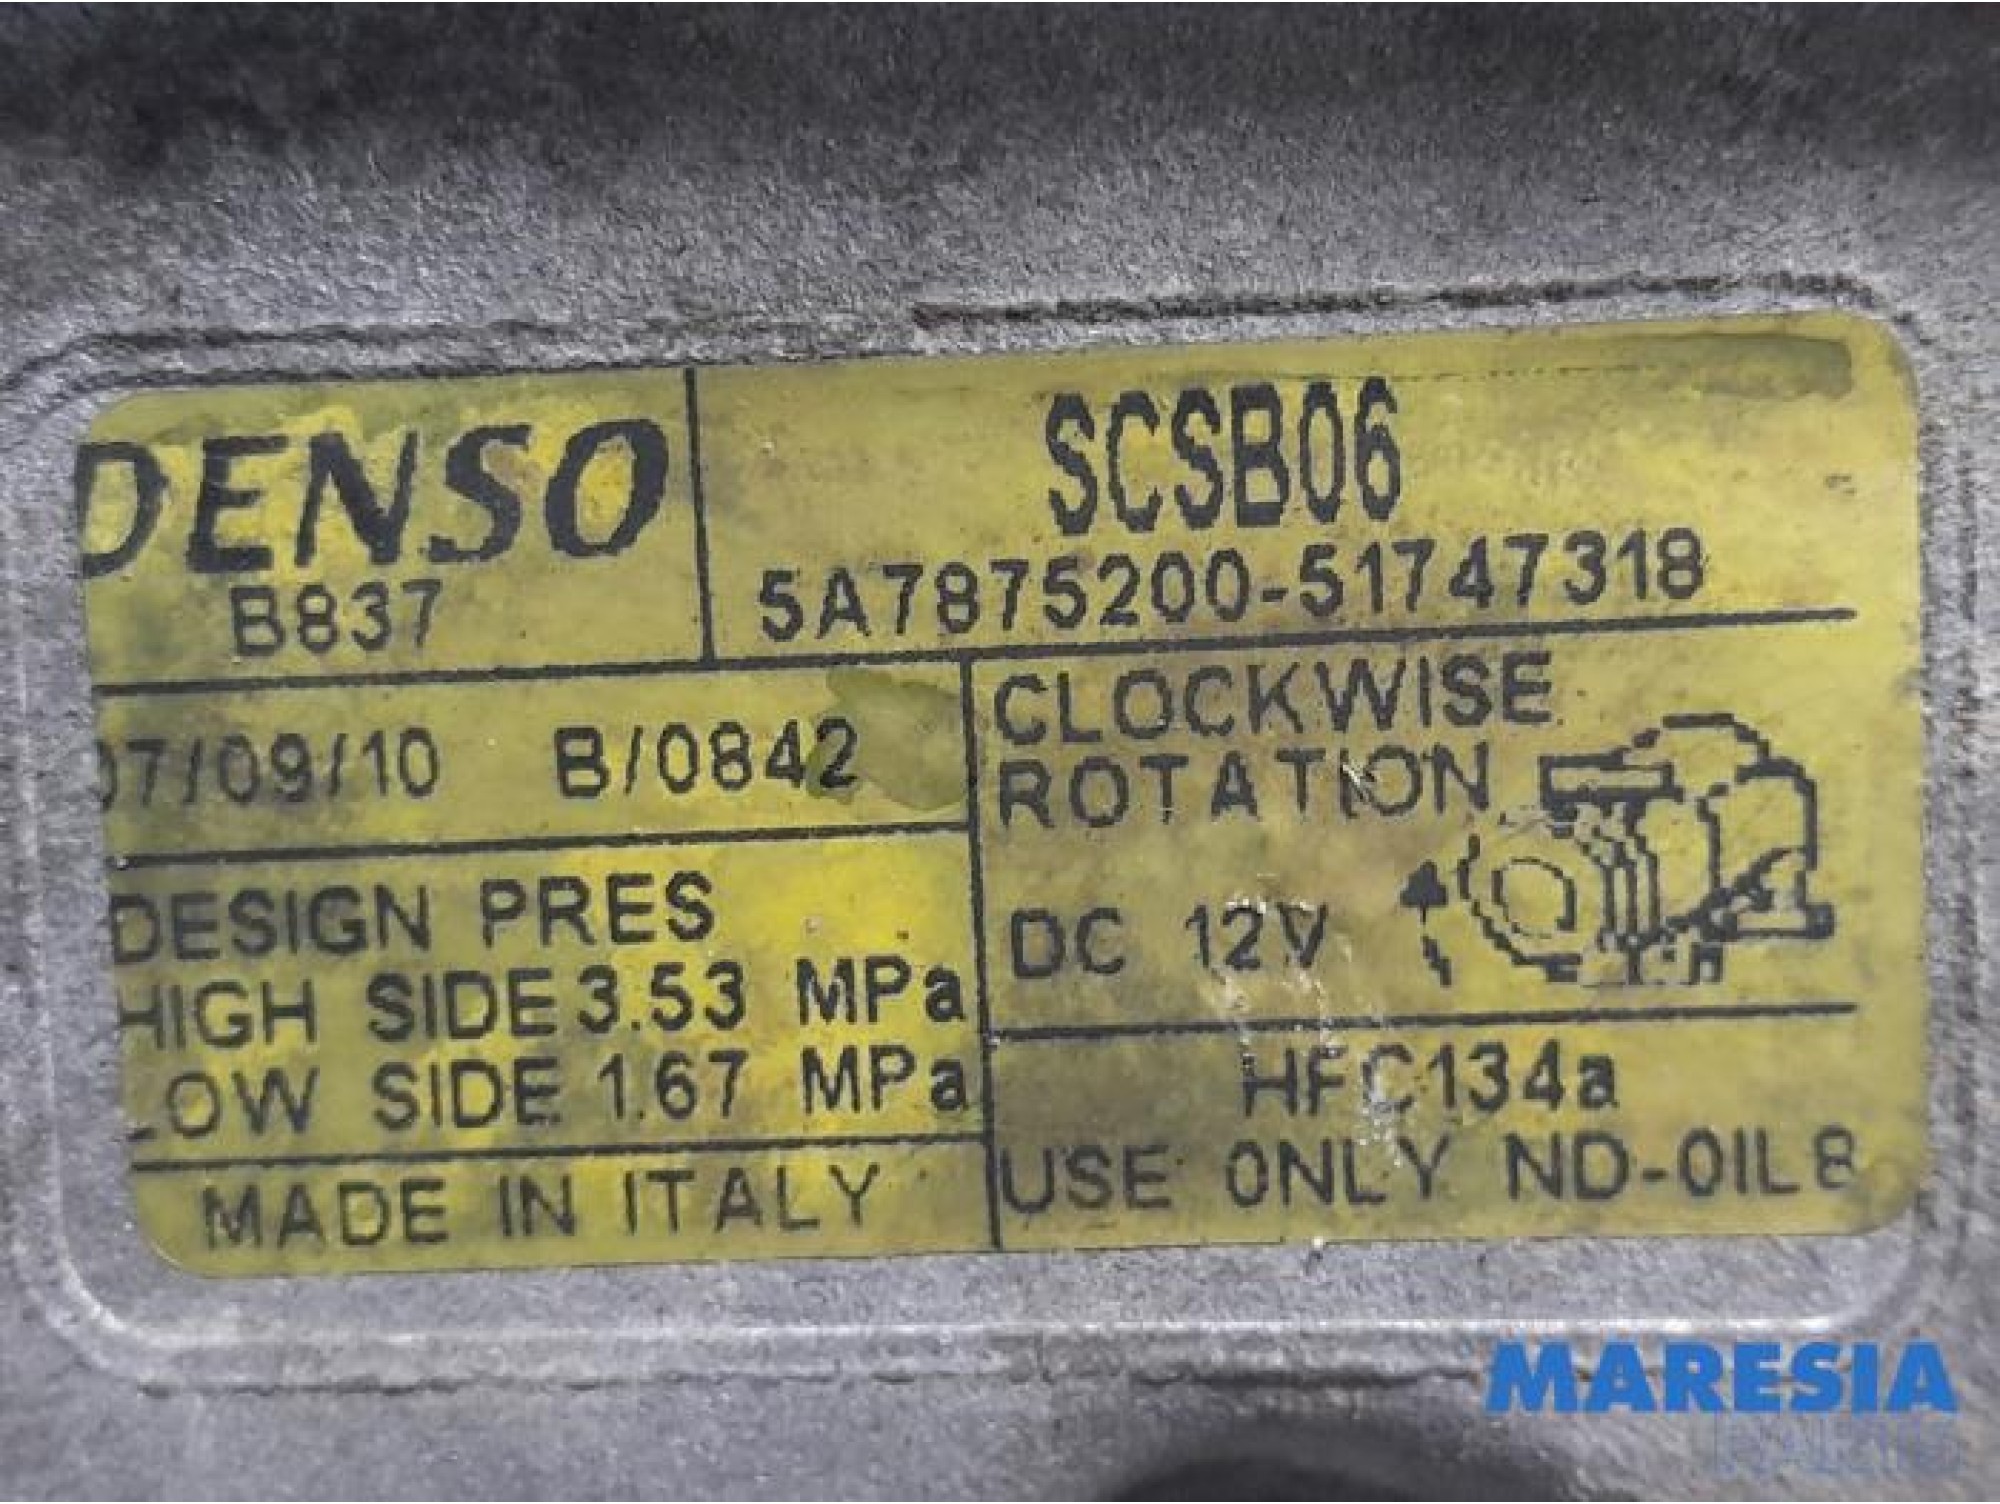 DENSO
B837
SCSB06
5A7875200-51747318
07/09/10 B/0842
CLOCKWISE
ROTATION
DC 12V
DESIGN PRES
HIGH SIDE 3.53 MPa
LOW SIDE 1.67 MPa
HFC134a
USE ONLY ND-OIL8
MADE IN ITALY
MARESIA
PARTS